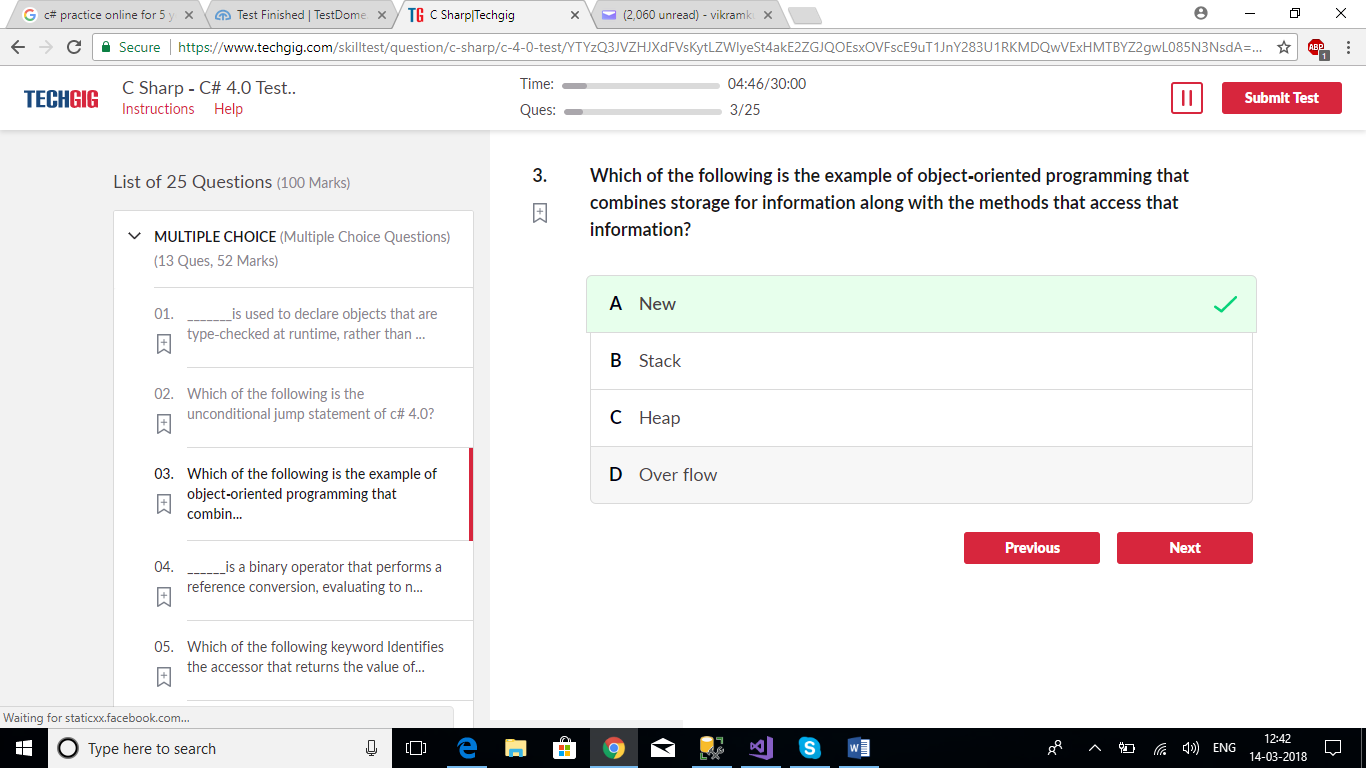 c# practice online for 5 y
Test Finished | TestDome
C Sharp|Techgig
(2,060 unread) - vikramk
Secure | https://www.techgig.com/skilltest/question/c-sharp/c-4-0-test/
ABP
1
TECHGIG
C Sharp - C# 4.0 Test..
Instructions Help
Time: 04:46/30:00
Ques: 3/25
Submit Test
List of 25 Questions (100 Marks)
MULTIPLE CHOICE (Multiple Choice Questions)
(13 Ques, 52 Marks)
01. _______is used to declare objects that are
type-checked at runtime, rather than ...
02. Which of the following is the
unconditional jump statement of c# 4.0?
03. Which of the following is the example of
object-oriented programming that
combin...
04. ______is a binary operator that performs a
reference conversion, evaluating to n...
05. Which of the following keyword Identifies
the accessor that returns the value of...
3. Which of the following is the example of object-oriented programming that
combines storage for information along with the methods that access that
information?
A New
B Stack
C Heap
D Over flow
Previous Next
Waiting for staticxx.facebook.com...
Type here to search
ENG
12:42
14-03-2018